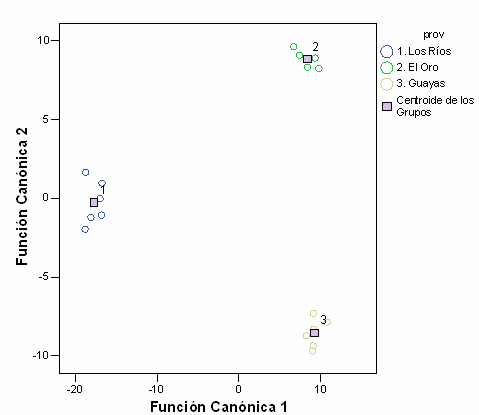 prov
1. Los Ríos
2. El Oro
3. Guayas
Centroide de los
Grupos
Función Canónica 2
10
5
0
-5
-10
2
1
3
-20
-10
0
10
Función Canónica 1